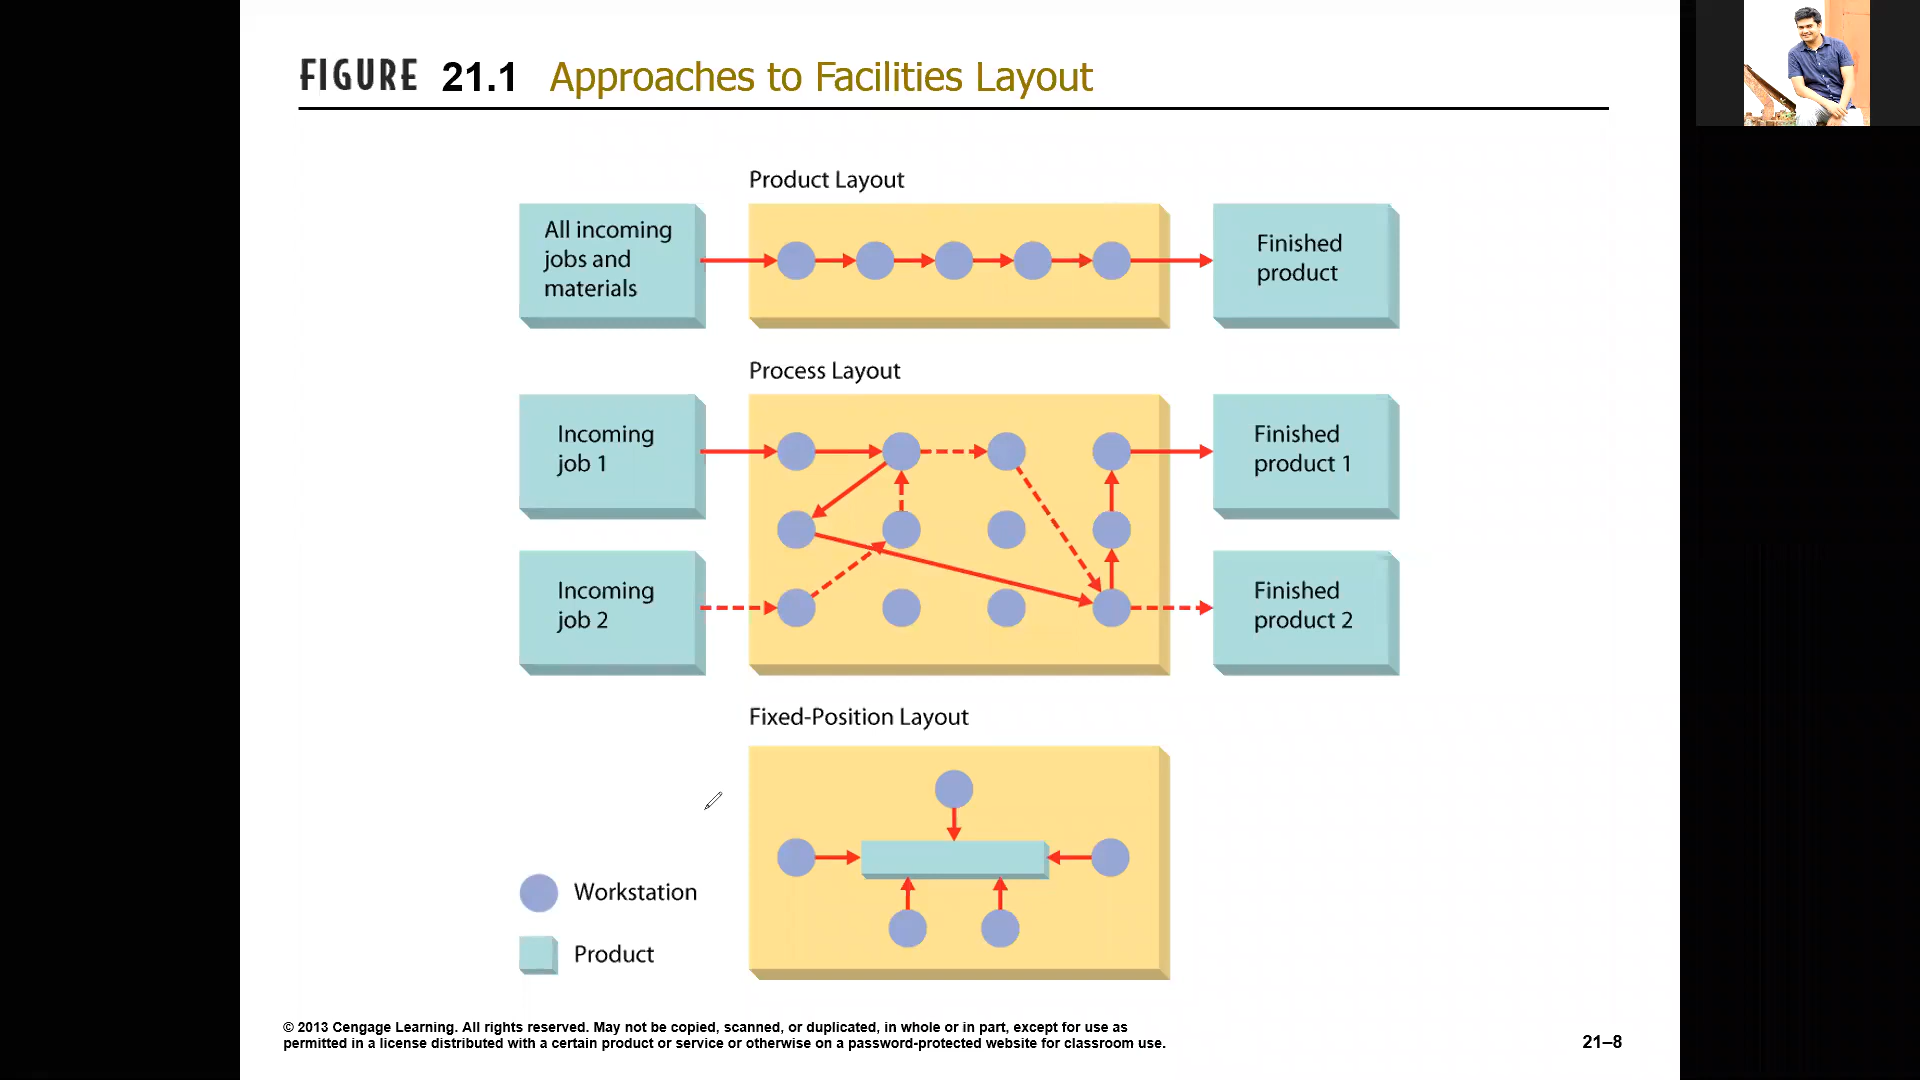 FIGURE 21.1 Approaches to Facilities Layout
Product Layout
All incoming
jobs and
materials
Finished
product
Process Layout
Incoming
job 1
Finished
product 1
Incoming
job 2
Finished
product 2
Fixed-Position Layout
Workstation
Product
© 2013 Cengage Learning. All rights reserved. May not be copied, scanned, or duplicated, in whole or in part, except for use as
permitted in a license distributed with a certain product or service or otherwise on a password-protected website for classroom use.
21–8